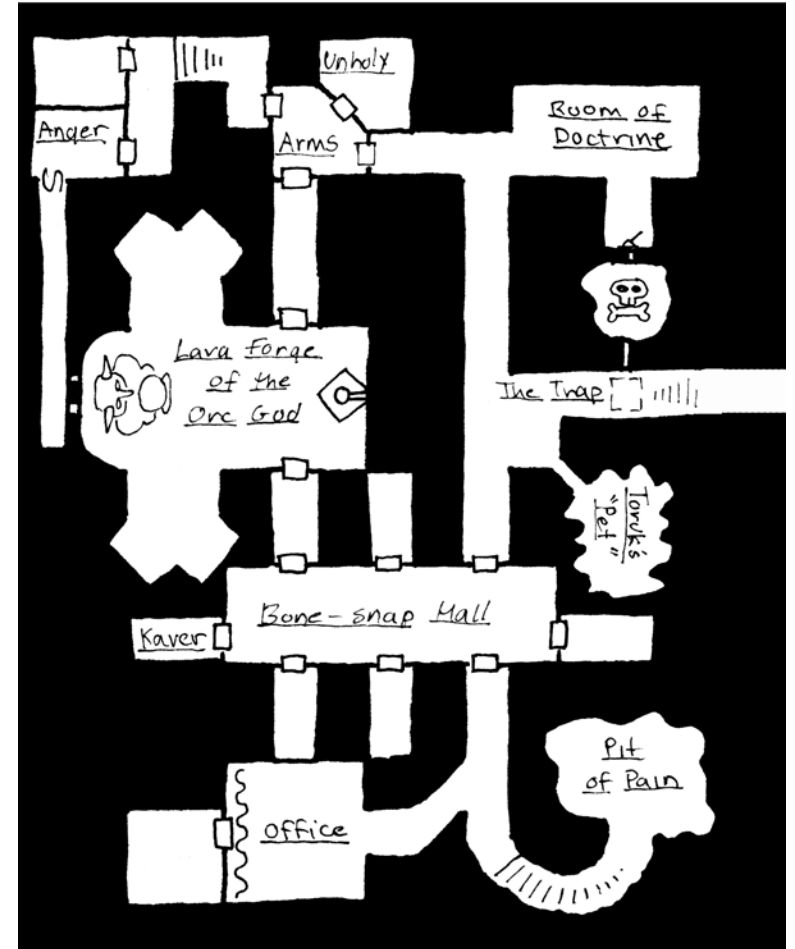 Unholy
Room of
Doctrine
Anger
Arms
S
Lava Forge
of the
Orc God
The Trap
Toruk's
"Pet"
Bone-snap Hall
Kaver
Pit
of Pain
office